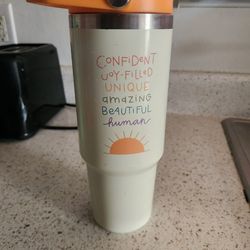 CONFIDENT
JOY-FILLED
UNIQUE
amazing
BEAUTIFUL
human